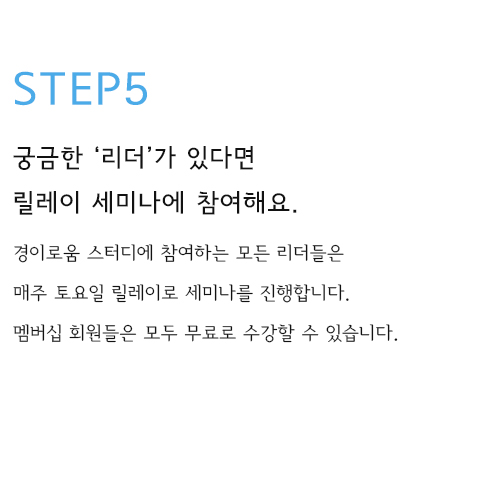 STEP5
궁금한 ‘리더’가 있다면
릴레이 세미나에 참여해요.
경이로움 스터디에 참여하는 모든 리더들은
매주 토요일 릴레이로 세미나를 진행합니다.
멤버십 회원들은 모두 무료로 수강할 수 있습니다.